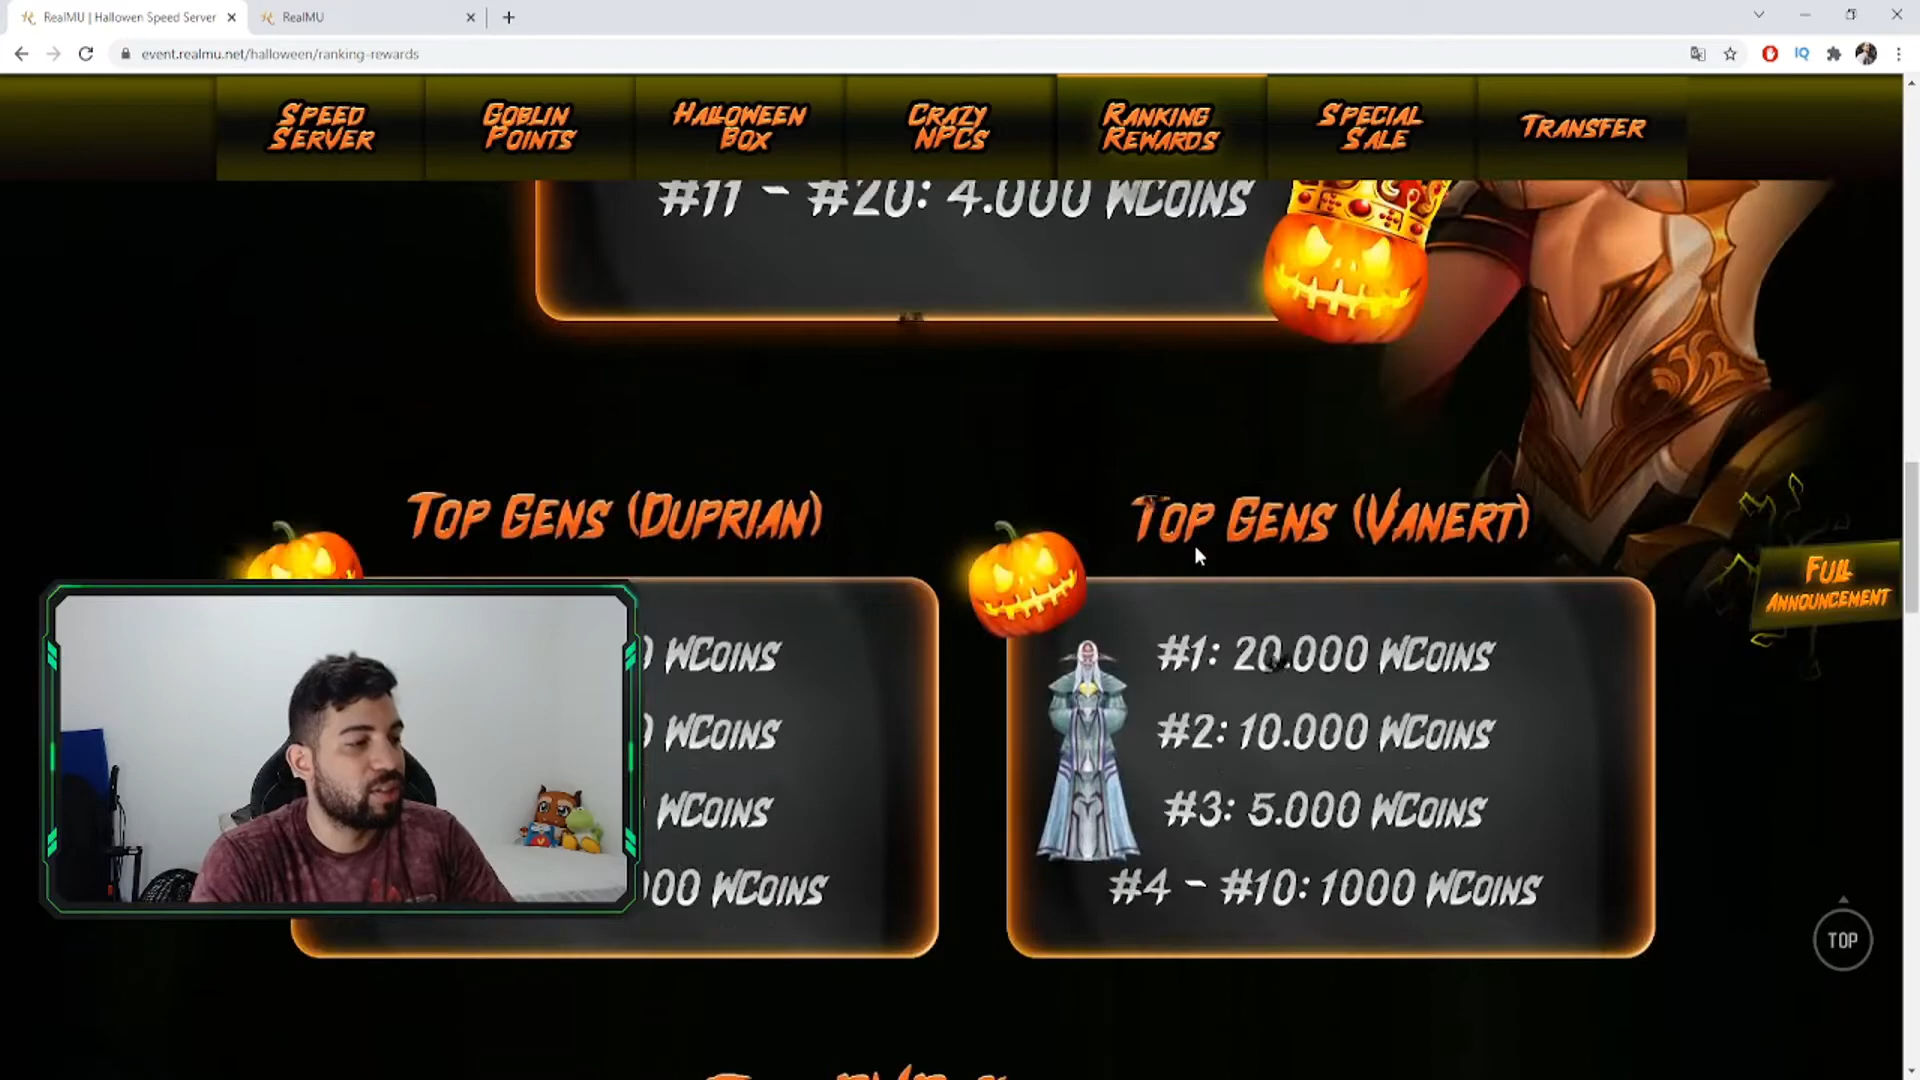 RealMU | Hallowen Speed Server
RealMU
event.realmu.net/halloween/ranking-rewards
IQ
Speed Server
Goblin Points
Halloween Box
Crazy NPCs
Ranking Rewards
Special Sale
Transfer
#11 - #20: 4.000 WCoins
Top Gens (Duprian)
WCoins
WCoins
WCoins
000 WCoins
Top Gens (Vanert)
#1: 20.000 WCoins
#2: 10.000 WCoins
#3: 5.000 WCoins
#4 - #10: 1000 WCoins
Full Announcement
TOP